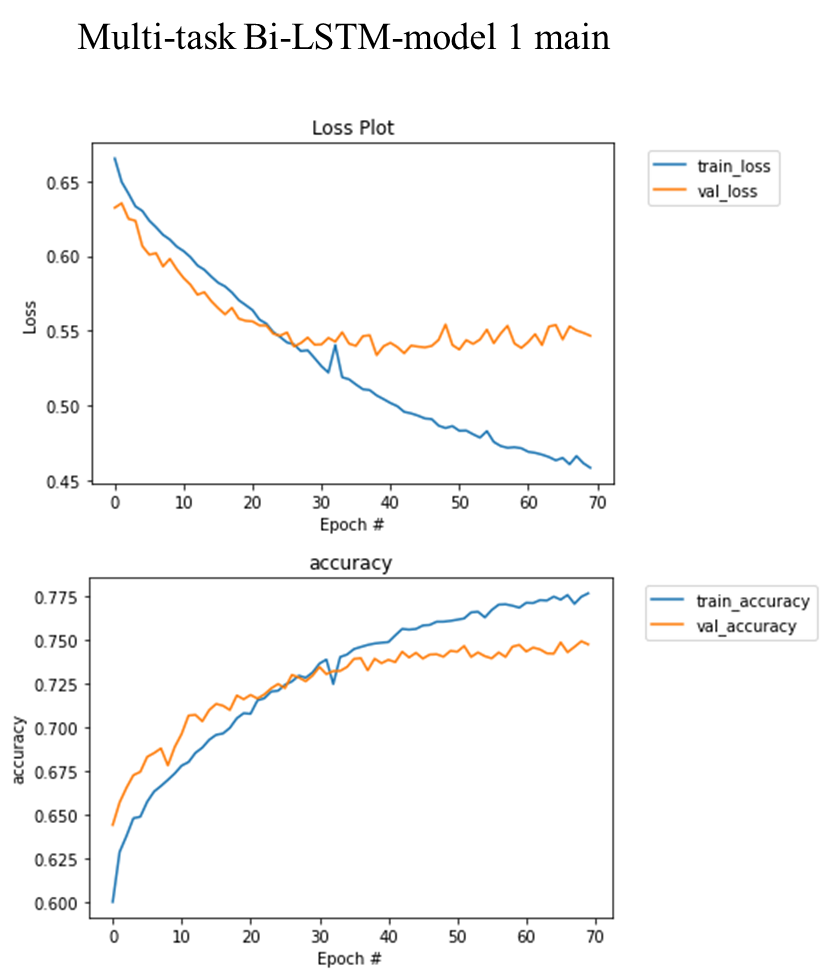 Multi-task Bi-LSTM-model 1 main
Loss Plot
train_loss
val_loss
0.65
0.60
0.55
0.50
0.45
Loss
0 10 20 30 40 50 60 70
Epoch #
accuracy
train_accuracy
val_accuracy
0.775
0.750
0.725
0.700
0.675
0.650
0.625
0.600
accuracy
0 10 20 30 40 50 60 70
Epoch #